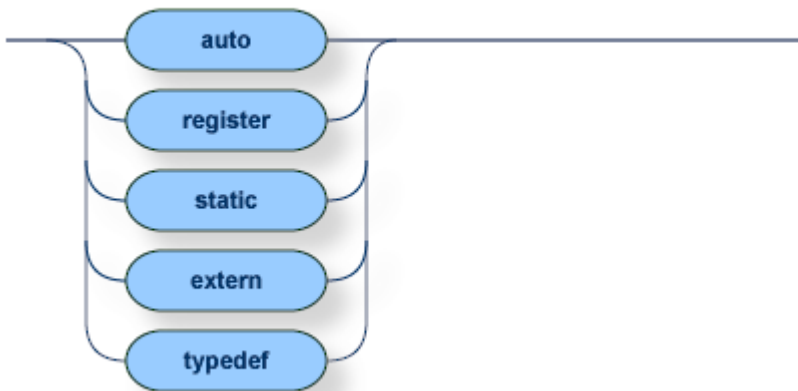 auto
register
static
extern
typedef